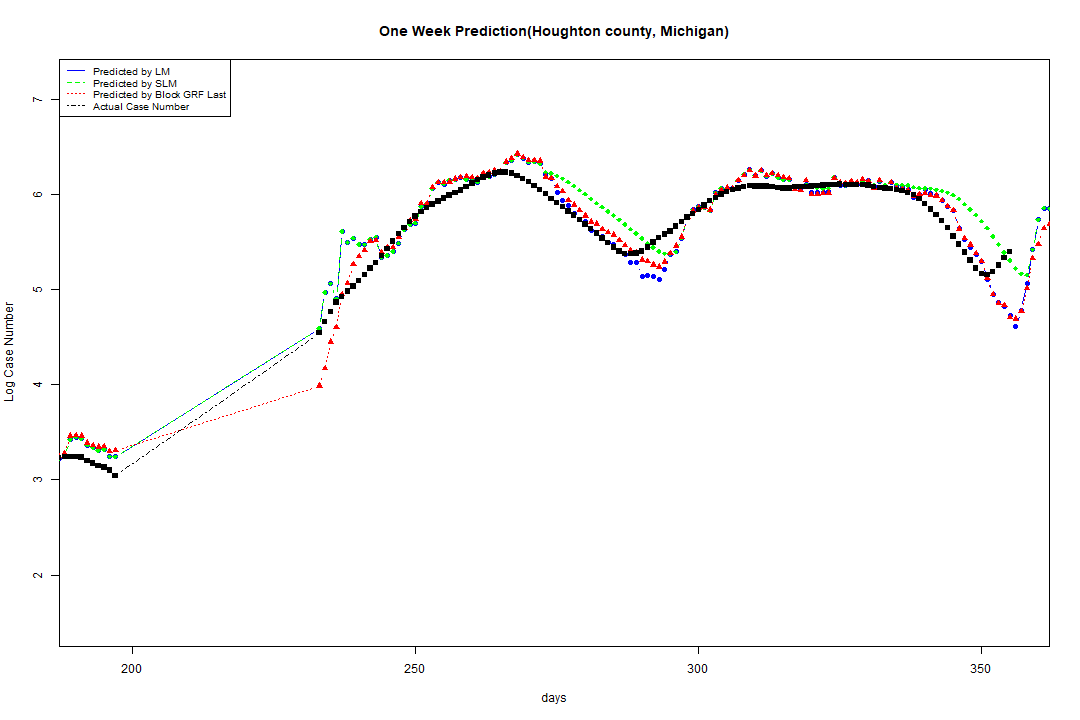 One Week Prediction(Houghton county, Michigan)
Predicted by LM
Predicted by SLM
Predicted by Block GRF Last
Actual Case Number
7
6
5
4
3
2
Log Case Number
200 250 300 350
days